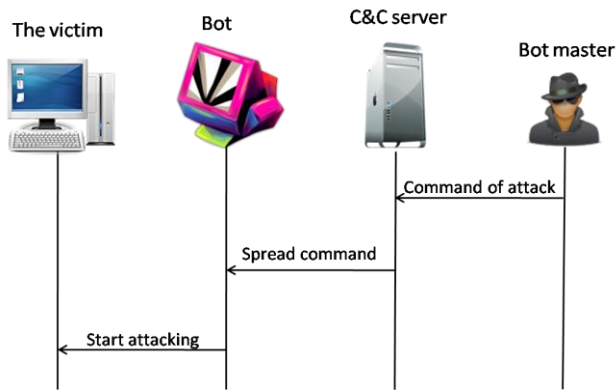 The victim
Bot
C&C server
Bot master
Command of attack
Spread command
Start attacking